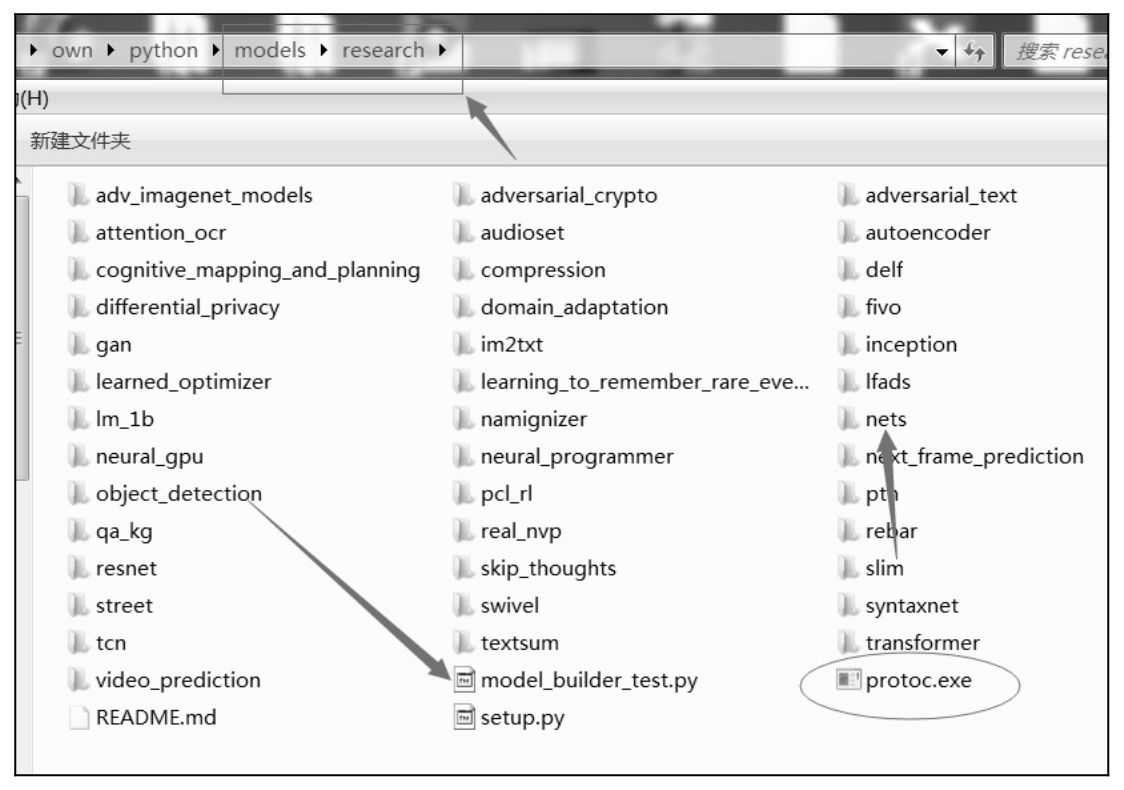 own python models research 搜索 rese
(H)
新建文件夹
adv_imagenet_models adversarial_crypto adversarial_text
attention_ocr audioset autoencoder
cognitive_mapping_and_planning compression delf
differential_privacy domain_adaptation fivo
gan im2txt inception
learned_optimizer learning_to_remember_rare_eve... lfads
lm_1b namignizer nets
neural_gpu neural_programmer next_frame_prediction
object_detection pcl_rl ptn
qa_kg real_nvp rebar
resnet skip_thoughts slim
street swivel syntaxnet
tcn textsum transformer
video_prediction model_builder_test.py protoc.exe
README.md setup.py